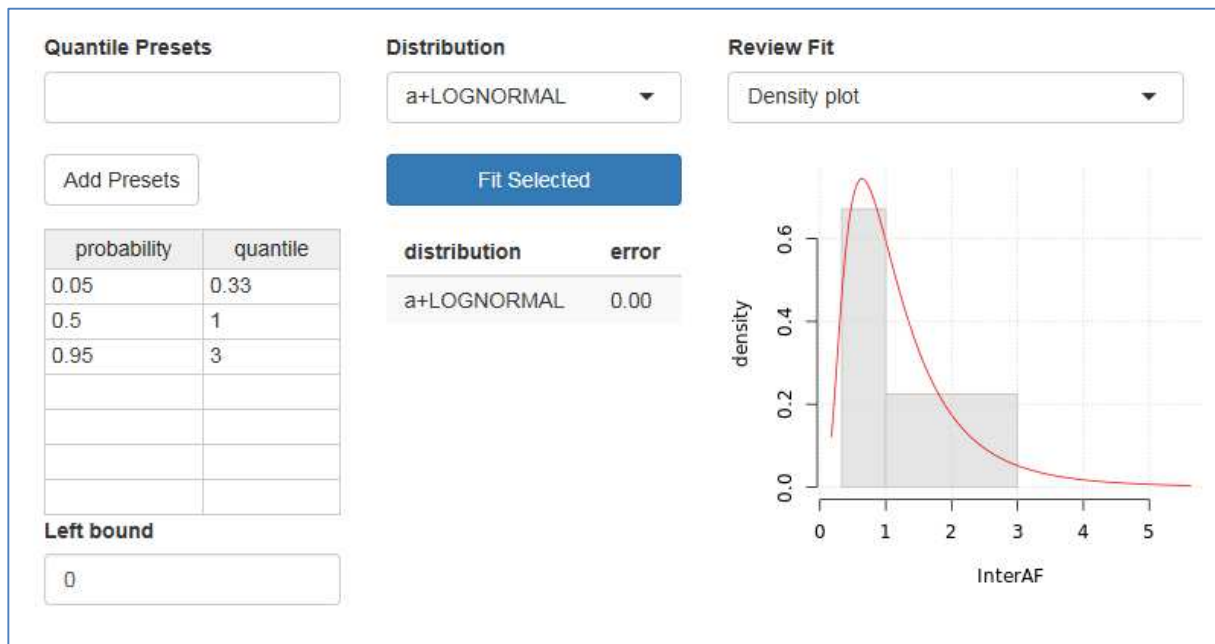 Quantile Presets
Add Presets
probability quantile
0.05 0.33
0.5 1
0.95 3
Left bound
0
Distribution
a+LOGNORMAL
Fit Selected
distribution error
a+LOGNORMAL 0.00
Review Fit
Density plot
density
0.6
0.4
0.2
0.0
0 1 2 3 4 5
InterAF